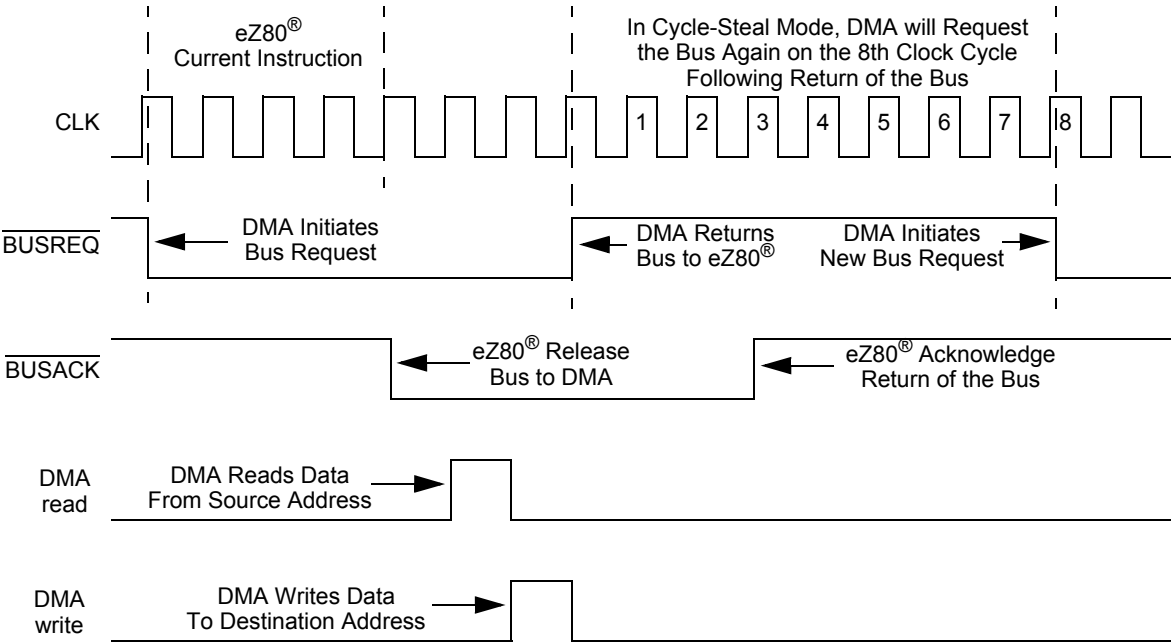 eZ80®
Current Instruction
In Cycle-Steal Mode, DMA will Request
the Bus Again on the 8th Clock Cycle
Following Return of the Bus
CLK
1 2 3 4 5 6 7 8
BUSREQ
DMA Initiates
Bus Request
DMA Returns
Bus to eZ80®
DMA Initiates
New Bus Request
BUSACK
eZ80® Release
Bus to DMA
eZ80® Acknowledge
Return of the Bus
DMA
read
DMA Reads Data
From Source Address
DMA
write
DMA Writes Data
To Destination Address